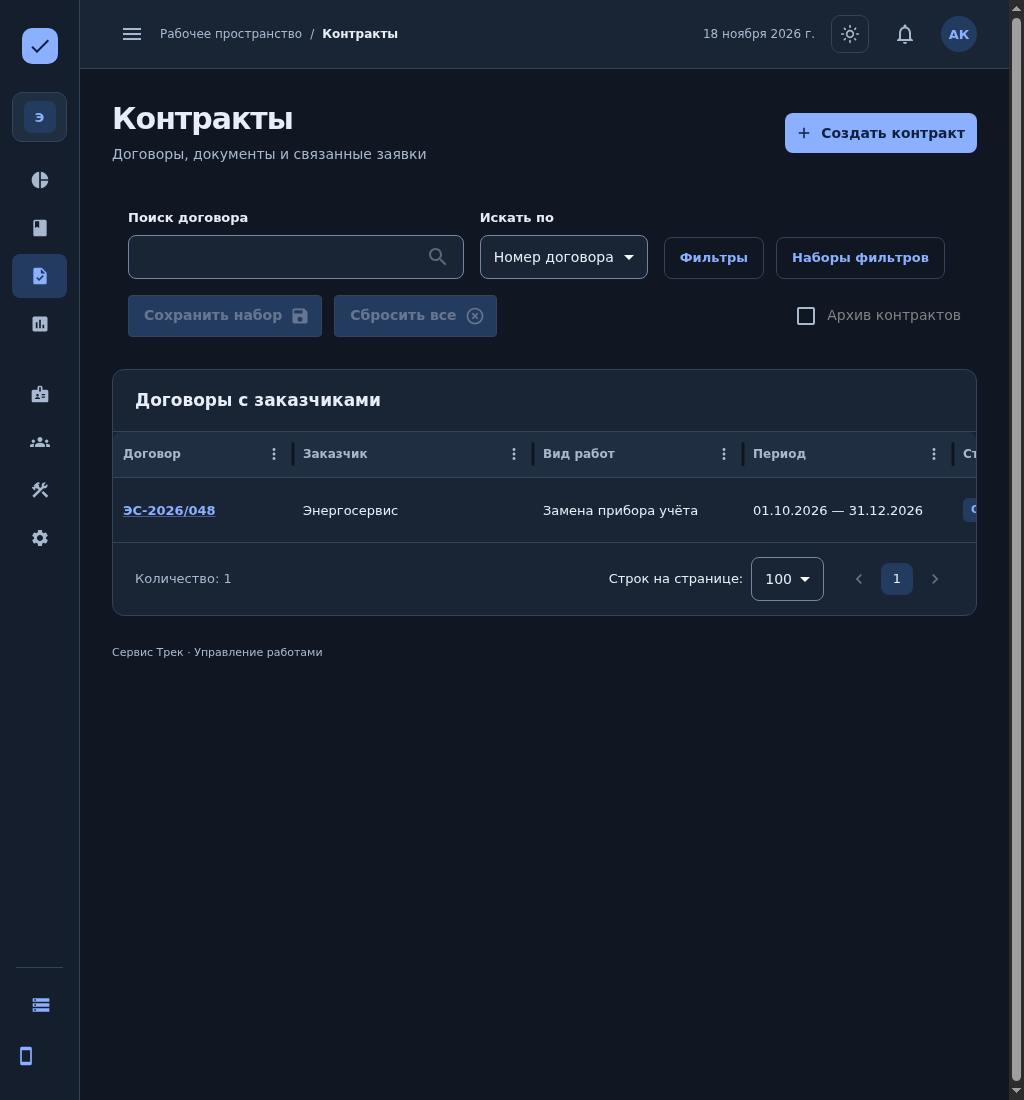 Рабочее пространство / Контракты
18 ноября 2026 г.
АК
Э
Контракты
Договоры, документы и связанные заявки
+ Создать контракт
Поиск договора
Искать по
Номер договора
Фильтры
Наборы фильтров
Сохранить набор
Сбросить все
Архив контрактов
Договоры с заказчиками
Договор Заказчик Вид работ Период
ЭС-2026/048 Энергосервис Замена прибора учёта 01.10.2026 — 31.12.2026
Количество: 1
Строк на странице: 100
1
Сервис Трек · Управление работами